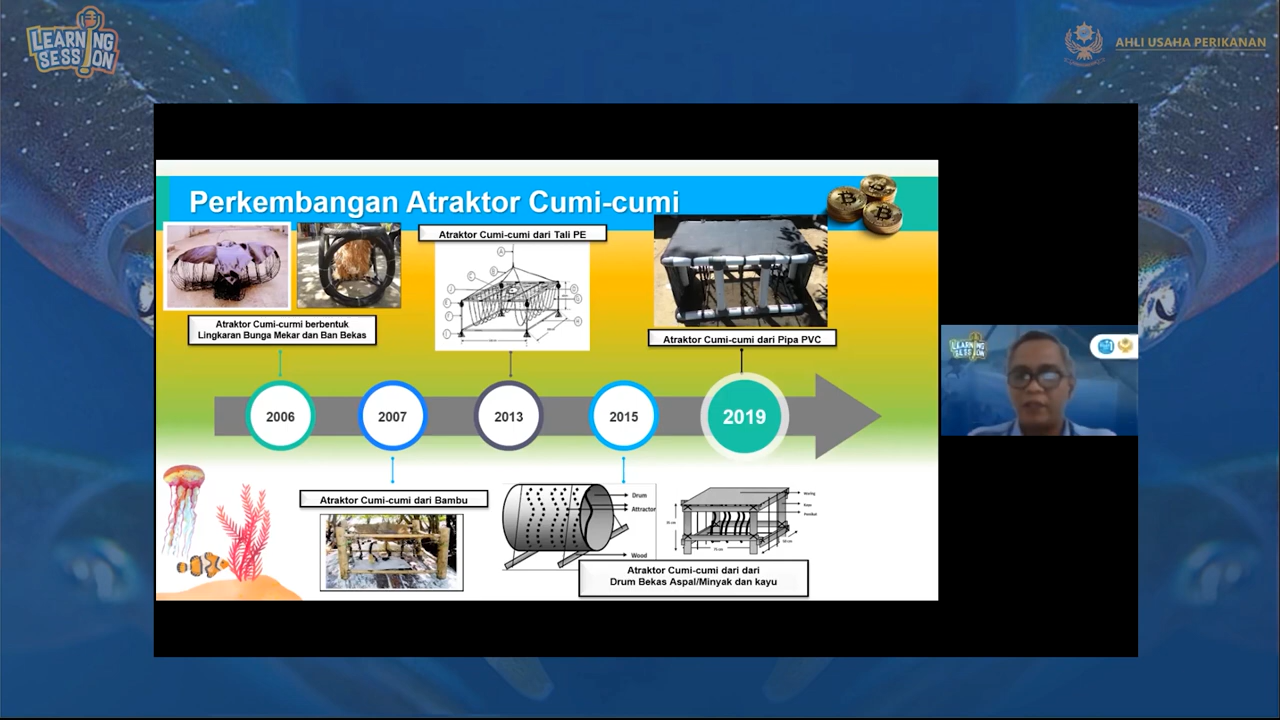 LEARNING
SESSION
AHLI USAHA PERIKANAN
Perkembangan Atraktor Cumi-cumi
Atraktor Cumi-curmi berbentuk
Lingkaran Bunga Mekar dan Ban Bekas
Atraktor Cumi-cumi dari Tali PE
Atraktor Cumi-cumi dari Pipa PVC
2006
2007
2013
2015
2019
Atraktor Cumi-cumi dari Bambu
Drum
Attractor
Wood
Atraktor Cumi-cumi dari dari
Drum Bekas Aspal/Minyak dan kayu
LEARNING
SESSION